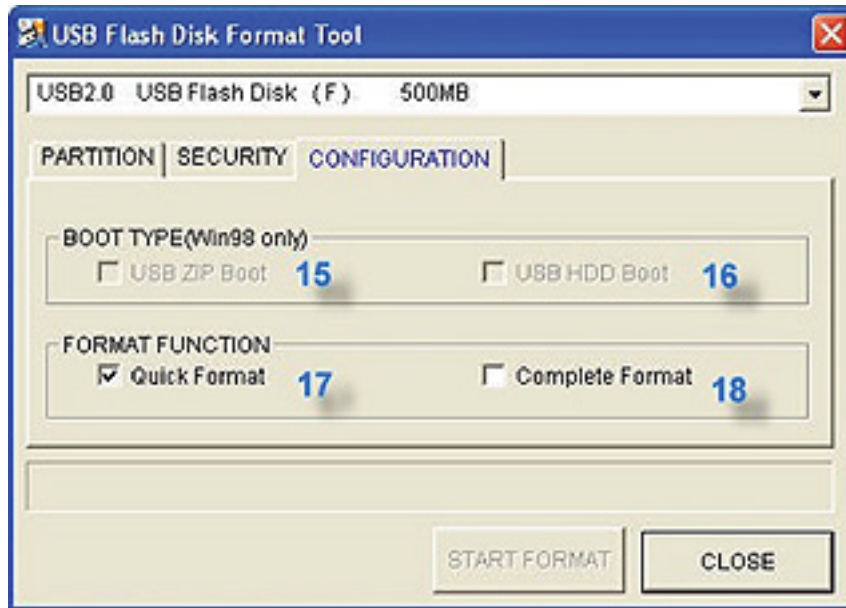 USB Flash Disk Format Tool
USB2.0 USB Flash Disk (F) 500MB
PARTITION SECURITY CONFIGURATION
BOOT TYPE(Win98 only)
USB ZIP Boot 15 USB HDD Boot 16
FORMAT FUNCTION
Quick Format 17 Complete Format 18
START FORMAT CLOSE